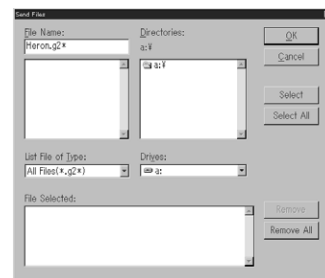 Send Files
File Name:
Heron.g2*
Directories:
a:¥
a:¥
OK
Cancel
Select
Select All
List File of Type:
All Files(*.g2*)
Drives:
a:
File Selected:
Remove
Remove All